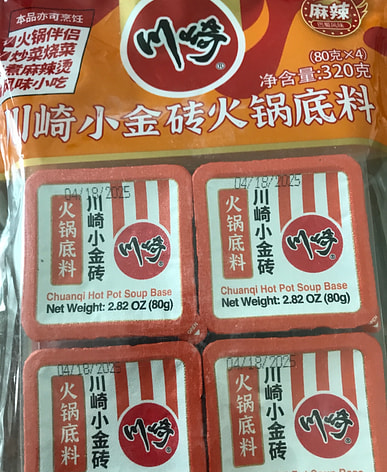 本品亦可烹饪
火锅伴侣
炒菜烧菜
煮麻辣烫
风味小吃
川崎
®
麻辣
(80克×4)
净含量:320克
川崎小金砖火锅底料
04/18/2025
火锅底料
川崎小金砖
川崎
Chuanqi Hot Pot Soup Base
Net Weight: 2.82 OZ (80g)
04/18/2025
火锅底料
川崎小金砖
川崎
Chuanqi Hot Pot Soup Base
Net Weight: 2.82 OZ (80g)
04/18/2025
火锅底料
川崎小金砖
川崎
04/18/2025
火锅底料
川崎小金砖
川崎